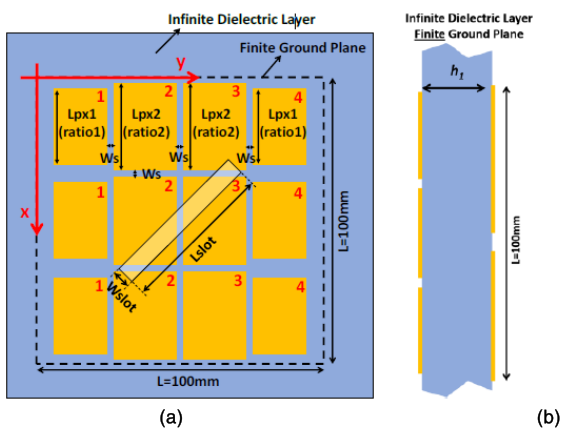 Infinite Dielectric Layer
Finite Ground Plane
y
x
1 2 3 4
Lpx1 Lpx2 Lpx2 Lpx1
(ratio1) (ratio2) (ratio2) (ratio1)
Ws Ws Ws
Ws
1 2 3 4
Lslot
Wslot
1 2 3 4
L=100mm
L=100mm
(a)
Infinite Dielectric Layer
Finite Ground Plane
h1
L=100mm
(b)